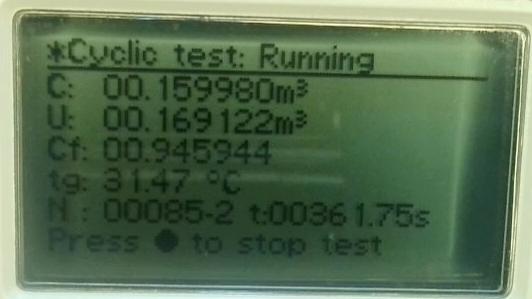 *Cyclic test: Running
C: 00.159980m³
U: 00.169122m³
Cf: 00.945944
tg: 31.47 °C
N : 00085-2 t:00361.75s
Press ● to stop test